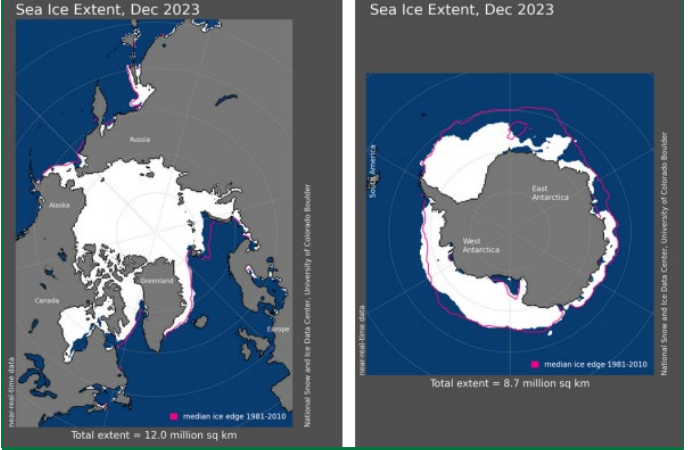 Sea Ice Extent, Dec 2023
Russia
Alaska
Greenland
Canada
Europe
near-real-time data
National Snow and Ice Data Center, University of Colorado Boulder
median ice edge 1981-2010
Total extent = 12.0 million sq km
Sea Ice Extent, Dec 2023
South America
East
Antarctica
West
Antarctica
near-real-time data
National Snow and Ice Data Center, University of Colorado Boulder
median ice edge 1981-2010
Total extent = 8.7 million sq km